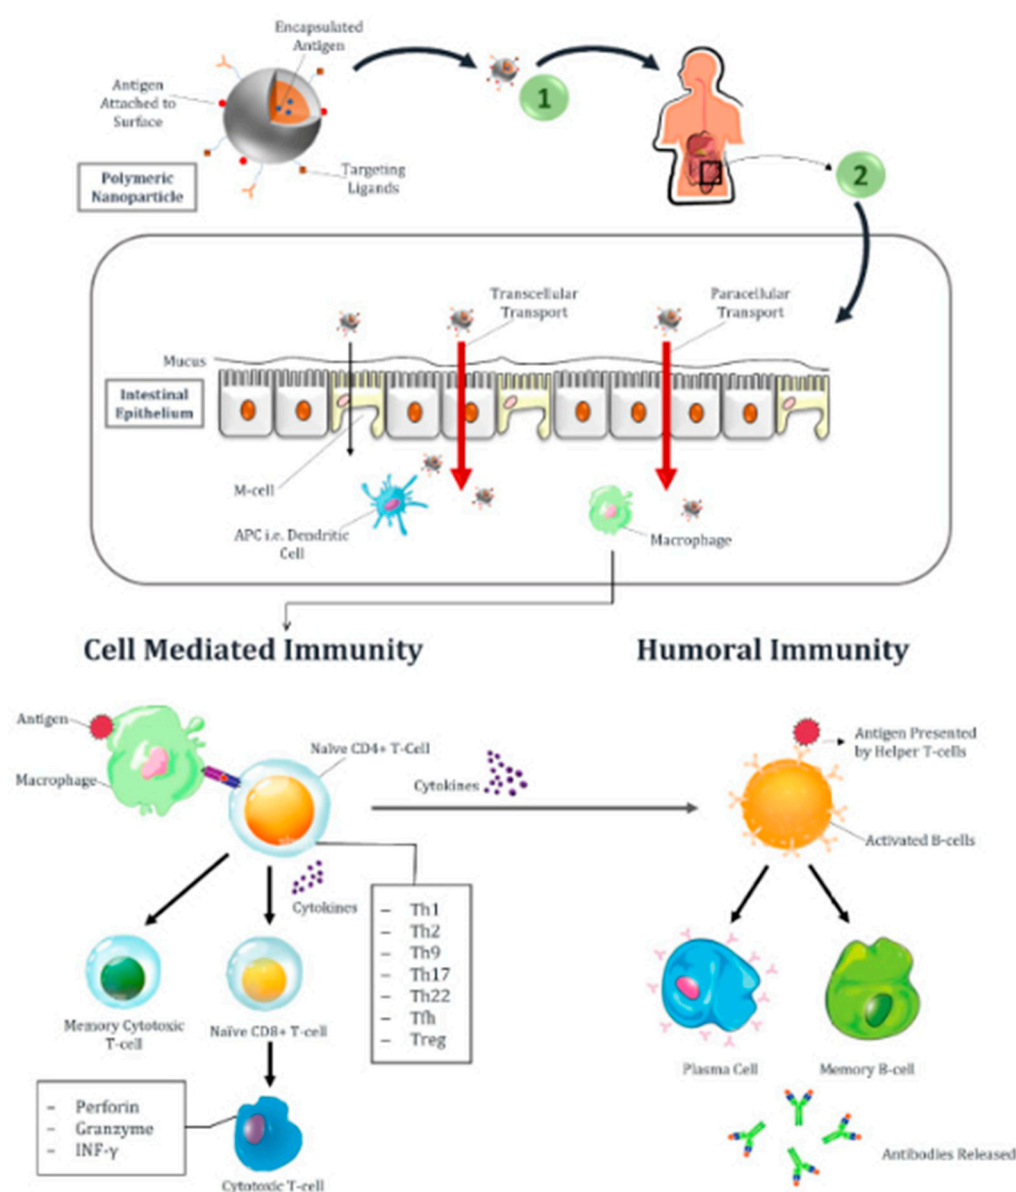 Encapsulated
Antigen
Antigen
Attached to
Surface
1
Polymeric
Nanoparticle
Targeting
Ligands
2
Transcellular
Transport
Paracellular
Transport
Mucus
Intestinal
Epithelium
M-cell
APC i.e. Dendritic
Cell
Macrophage
Cell Mediated Immunity
Humoral Immunity
Antigen
Macrophage
Naïve CD4+ T-Cell
Cytokines
Antigen Presented
by Helper T-cells
Activated B-cells
Cytokines
– Th1
– Th2
– Th9
– Th17
– Th22
– Tfh
– Treg
Memory Cytotoxic
T-cell
Naïve CD8+ T-cell
Plasma Cell
Memory B-cell
– Perforin
– Granzyme
– INF-γ
Cytotoxic T-cell
Antibodies Released